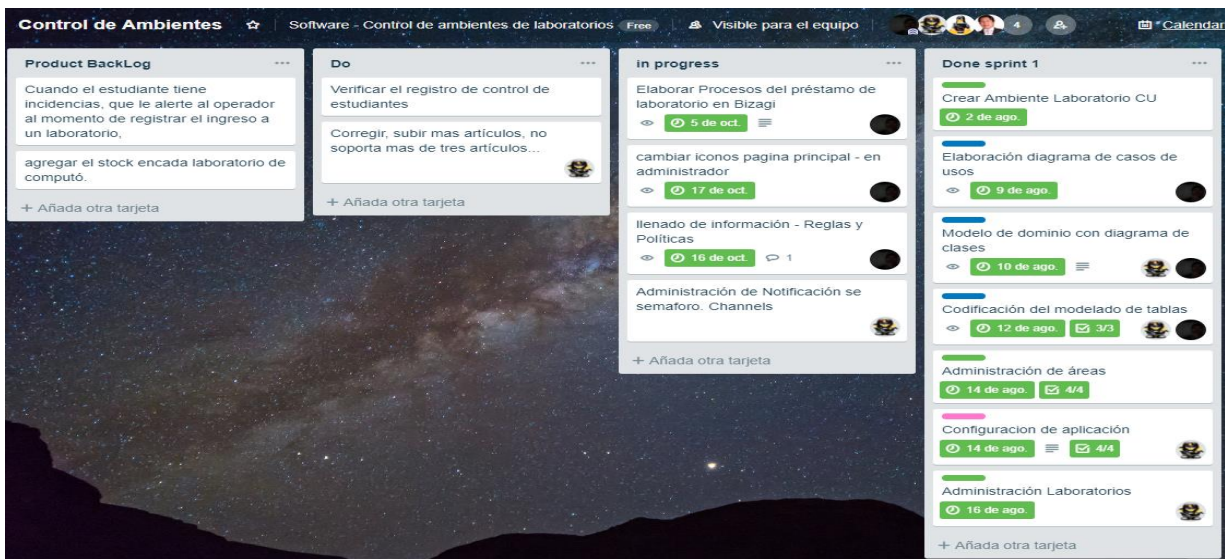 Control de Ambientes
Software - Control de ambientes de laboratorios Free
Visible para el equipo
4
Calendar
Product BackLog
Cuando el estudiante tiene
incidencias, que le alerte al operador
al momento de registrar el ingreso a
un laboratorio,
agregar el stock encada laboratorio de
computó.
+ Añada otra tarjeta
Do
Verificar el registro de control de
estudiantes
Corregir, subir mas artículos, no
soporta mas de tres artículos...
+ Añada otra tarjeta
in progress
Elaborar Procesos del préstamo de
laboratorio en Bizagi
5 de oct.
cambiar iconos pagina principal - en
administrador
17 de oct.
llenado de información - Reglas y
Políticas
16 de oct. 1
Administración de Notificación se
semaforo. Channels
+ Añada otra tarjeta
Done sprint 1
Crear Ambiente Laboratorio CU
2 de ago.
Elaboración diagrama de casos de
usos
9 de ago.
Modelo de dominio con diagrama de
clases
10 de ago.
Codificación del modelado de tablas
12 de ago. 3/3
Administración de áreas
14 de ago. 4/4
Configuracion de aplicación
14 de ago. 4/4
Administración Laboratorios
16 de ago.
+ Añada otra tarjeta